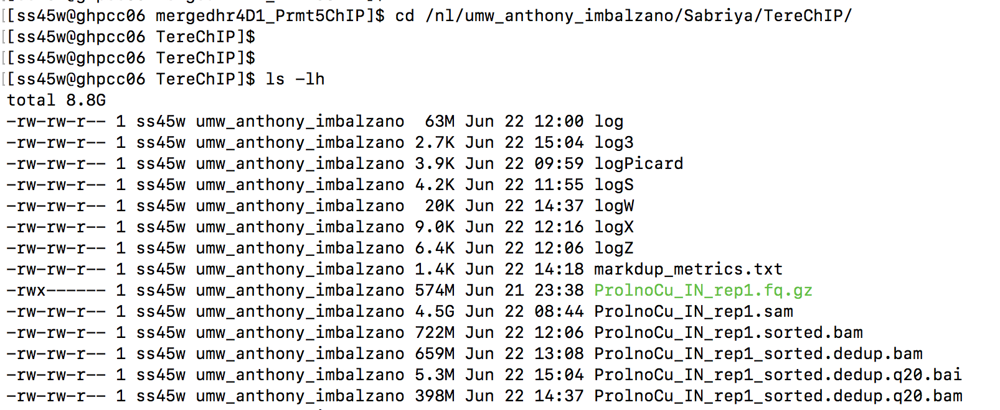 [[ss45w@ghpcc06 mergedhr4D1_Prmt5ChIP]$ cd /nl/umw_anthony_imbalzano/Sabriya/TereChIP/
[[ss45w@ghpcc06 TereChIP]$
[[ss45w@ghpcc06 TereChIP]$
[[ss45w@ghpcc06 TereChIP]$ ls -lh
total 8.8G
-rw-rw-r-- 1 ss45w umw_anthony_imbalzano  63M Jun 22 12:00 log
-rw-rw-r-- 1 ss45w umw_anthony_imbalzano 2.7K Jun 22 15:04 log3
-rw-rw-r-- 1 ss45w umw_anthony_imbalzano 3.9K Jun 22 09:59 logPicard
-rw-rw-r-- 1 ss45w umw_anthony_imbalzano 4.2K Jun 22 11:55 logS
-rw-rw-r-- 1 ss45w umw_anthony_imbalzano  20K Jun 22 14:37 logW
-rw-rw-r-- 1 ss45w umw_anthony_imbalzano 9.0K Jun 22 12:16 logX
-rw-rw-r-- 1 ss45w umw_anthony_imbalzano 6.4K Jun 22 12:06 logZ
-rw-rw-r-- 1 ss45w umw_anthony_imbalzano 1.4K Jun 22 14:18 markdup_metrics.txt
-rwx------ 1 ss45w umw_anthony_imbalzano 574M Jun 21 23:38 ProlnoCu_IN_rep1.fq.gz
-rw-rw-r-- 1 ss45w umw_anthony_imbalzano 4.5G Jun 22 08:44 ProlnoCu_IN_rep1.sam
-rw-rw-r-- 1 ss45w umw_anthony_imbalzano 722M Jun 22 12:06 ProlnoCu_IN_rep1.sorted.bam
-rw-rw-r-- 1 ss45w umw_anthony_imbalzano 659M Jun 22 13:08 ProlnoCu_IN_rep1_sorted.dedup.bam
-rw-rw-r-- 1 ss45w umw_anthony_imbalzano 5.3M Jun 22 15:04 ProlnoCu_IN_rep1_sorted.dedup.q20.bai
-rw-rw-r-- 1 ss45w umw_anthony_imbalzano 398M Jun 22 14:37 ProlnoCu_IN_rep1_sorted.dedup.q20.bam